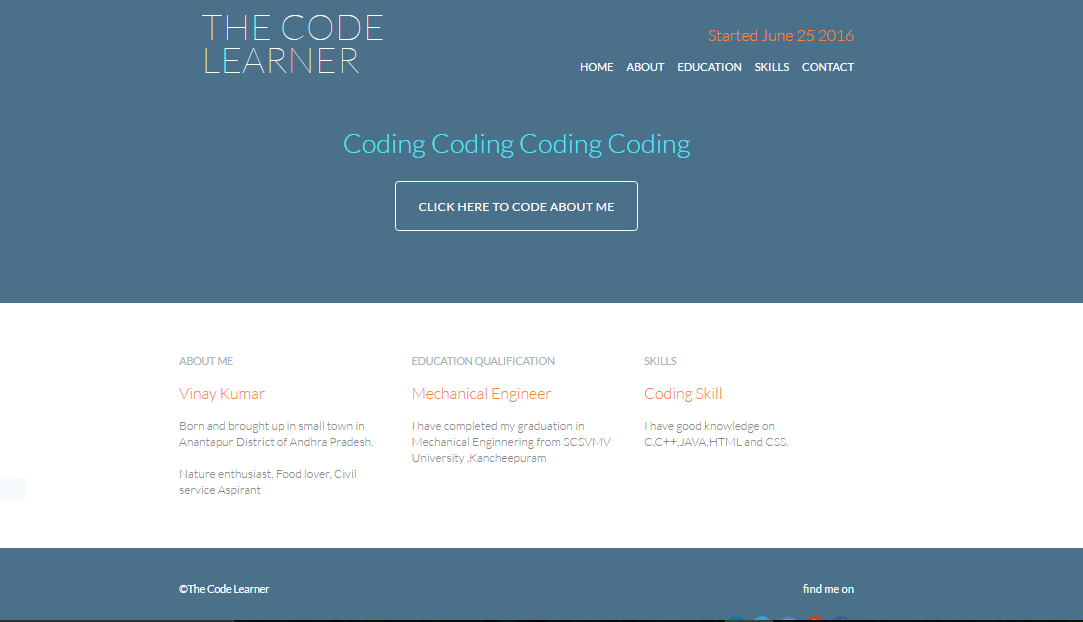 THE CODE
LEARNER
Started June 25 2016
HOME ABOUT EDUCATION SKILLS CONTACT
Coding Coding Coding Coding
CLICK HERE TO CODE ABOUT ME
ABOUT ME
Vinay Kumar
Born and brought up in small town in
Anantapur District of Andhra Pradesh.
Nature enthusiast, Food lover, Civil
service Aspirant
EDUCATION QUALIFICATION
Mechanical Engineer
I have completed my graduation in
Mechanical Enginnering from SCSVMV
University ,Kancheepuram
SKILLS
Coding Skill
I have good knowledge on
C,C++,JAVA,HTML and CSS.
©The Code Learner
find me on